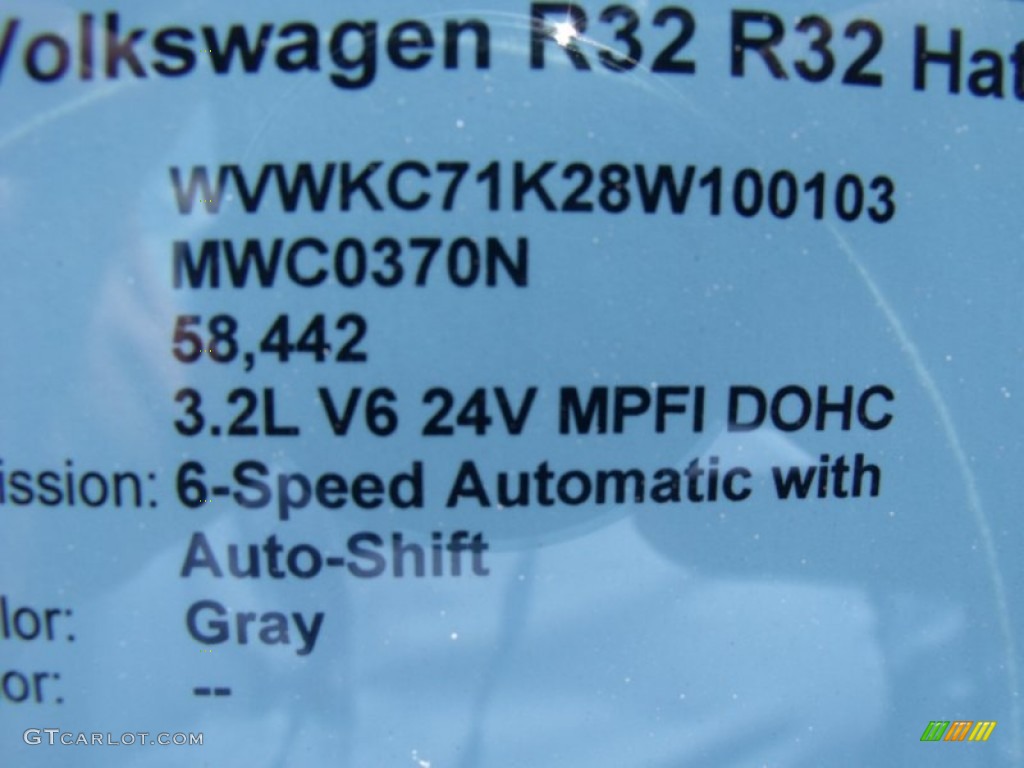 Volkswagen R32 R32 Hat
WVWKC71K28W100103
MWC0370N
58,442
3.2L V6 24V MPFI DOHC
ission: 6-Speed Automatic with
Auto-Shift
lor: Gray
or: --
GTCARLOT.COM